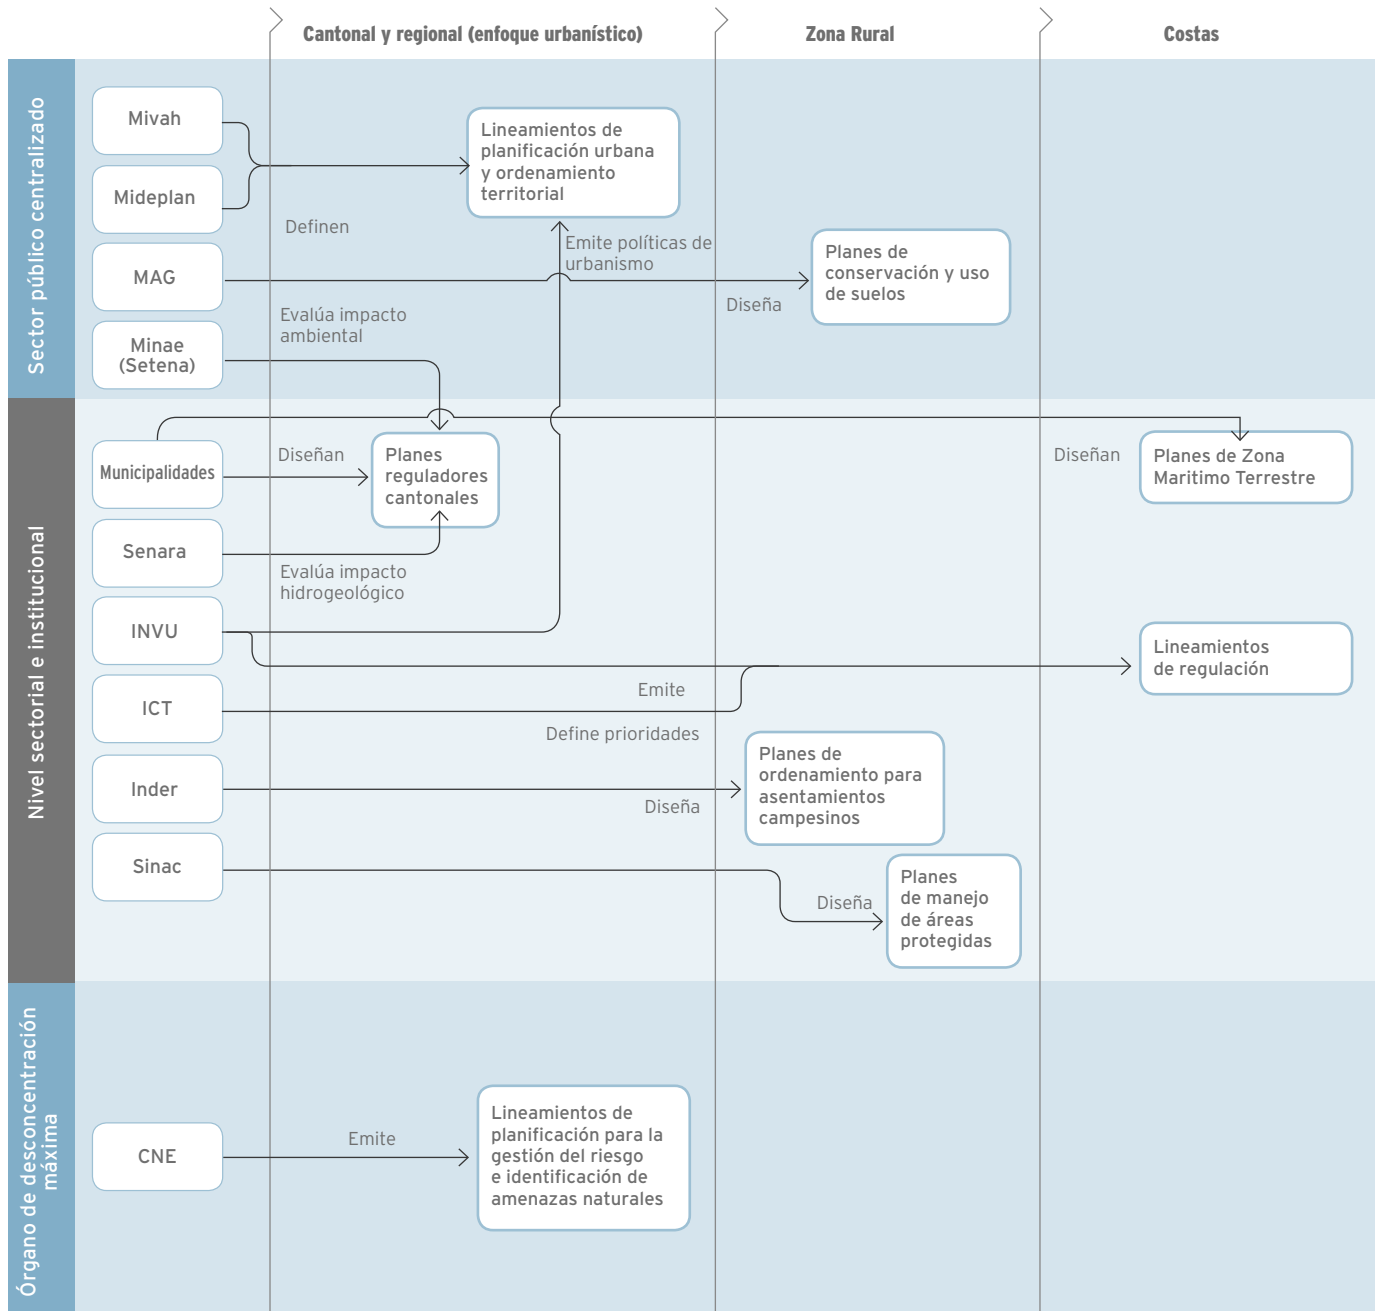 Cantonal y regional (enfoque urbanístico)
Zona Rural
Costas
Sector público centralizado
Mivah
Mideplan
MAG
Minae
(Setena)
Definen
Lineamientos de
planificación urbana
y ordenamiento
territorial
Emite políticas de
urbanismo
Evalúa impacto
ambiental
Diseña
Planes de
conservación y uso
de suelos
Nivel sectorial e institucional
Municipalidades
Senara
INVU
ICT
Inder
Sinac
Diseñan
Planes
reguladores
cantonales
Evalúa impacto
hidrogeológico
Diseñan
Planes de Zona
Maritimo Terrestre
Emite
Lineamientos
de regulación
Define prioridades
Diseña
Planes de
ordenamiento para
asentamientos
campesinos
Diseña
Planes
de manejo
de áreas
protegidas
Órgano de desconcentración
máxima
CNE
Emite
Lineamientos de
planificación para la
gestión del riesgo
e identificación de
amenazas naturales